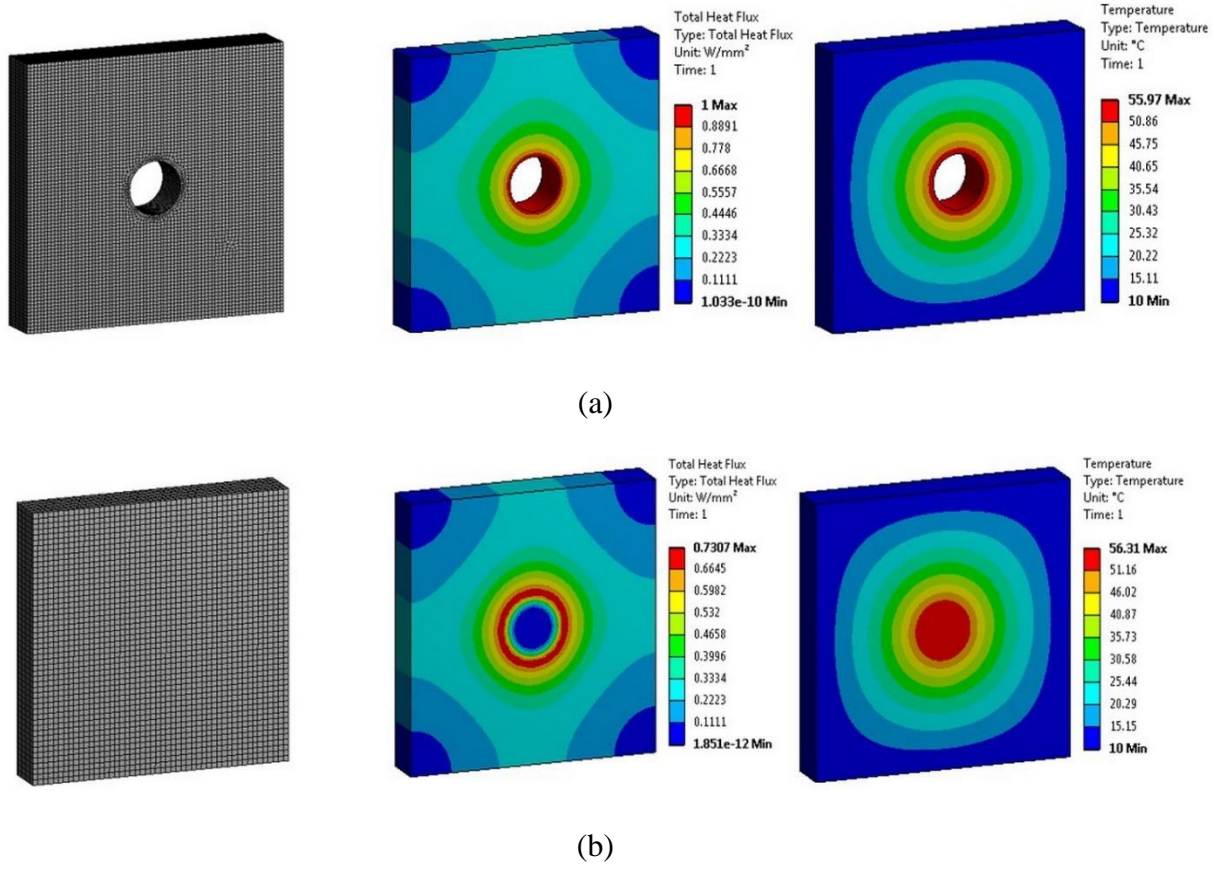 Total Heat Flux
Type: Total Heat Flux
Unit: W/mm²
Time: 1
1 Max
0.8891
0.778
0.6668
0.5557
0.4446
0.3334
0.2223
0.1111
1.033e-10 Min
Temperature
Type: Temperature
Unit: °C
Time: 1
55.97 Max
50.86
45.75
40.65
35.54
30.43
25.32
20.22
15.11
10 Min
(a)
Total Heat Flux
Type: Total Heat Flux
Unit: W/mm²
Time: 1
0.7307 Max
0.6645
0.5982
0.532
0.4658
0.3996
0.3334
0.2223
0.1111
1.851e-12 Min
Temperature
Type: Temperature
Unit: °C
Time: 1
56.31 Max
51.16
46.02
40.87
35.73
30.58
25.44
20.29
15.15
10 Min
(b)